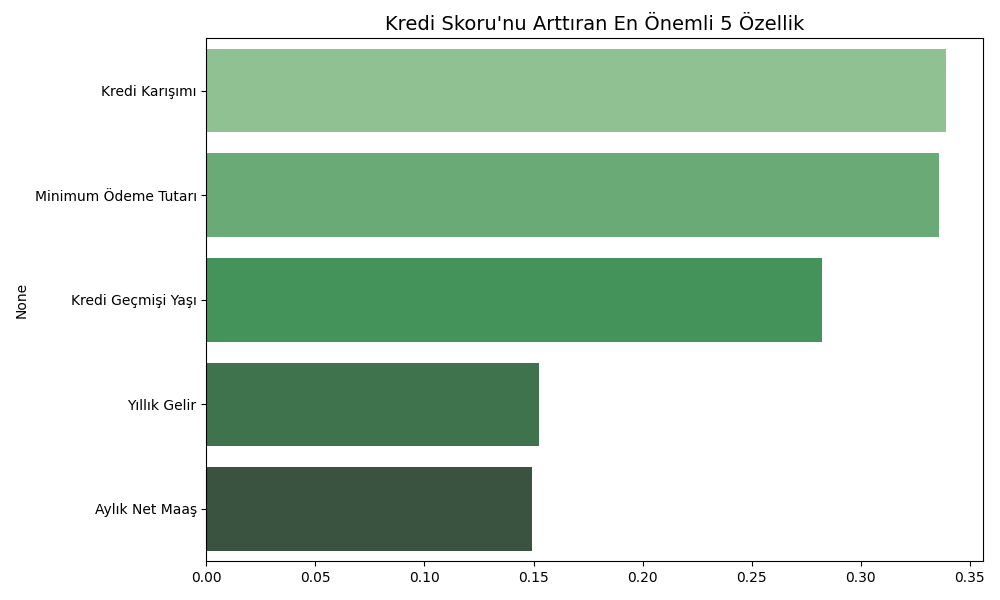 Kredi Skoru'nu Arttıran En Önemli 5 Özellik
Kredi Karışımı
Minimum Ödeme Tutarı
Kredi Geçmişi Yaşı
Yıllık Gelir
Aylık Net Maaş
None
0.00 0.05 0.10 0.15 0.20 0.25 0.30 0.35